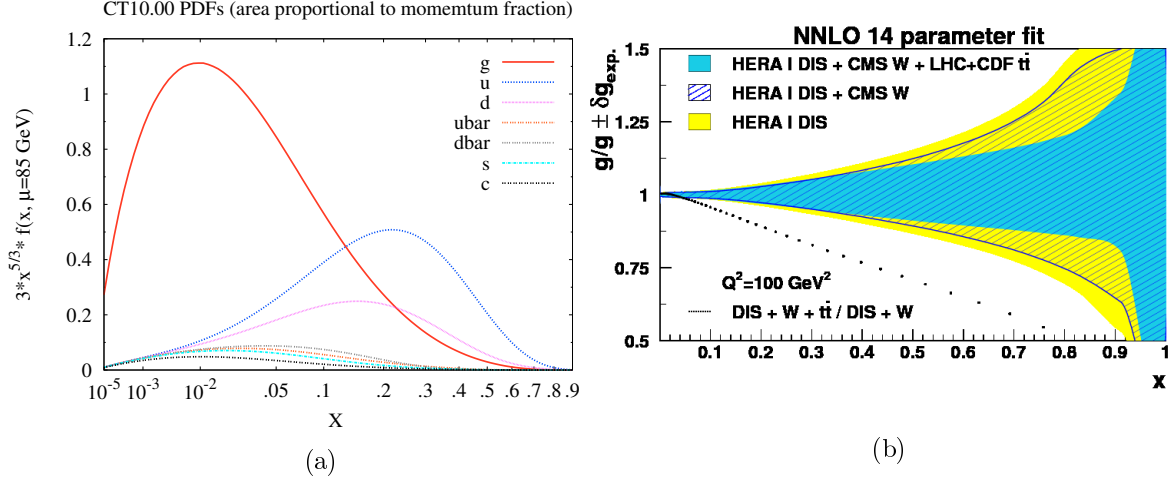 CT10.00 PDFs (area proportional to momemtum fraction)
1.2
1
0.8
0.6
0.4
0.2
0
3*x^5/3* f(x, μ=85 GeV)
g
u
d
ubar
dbar
s
c
10^-5 10^-3 10^-2 .05 .1 .2 .3 .4 .5 .6 .7 .8 .9
X
(a)
NNLO 14 parameter fit
1.5
1.25
1
0.75
0.5
g/g ± δg_exp.
HERA I DIS + CMS W + LHC+CDF tt̄
HERA I DIS + CMS W
HERA I DIS
Q²=100 GeV²
DIS + W + tt̄ / DIS + W
0.1 0.2 0.3 0.4 0.5 0.6 0.7 0.8 0.9 1
x
(b)